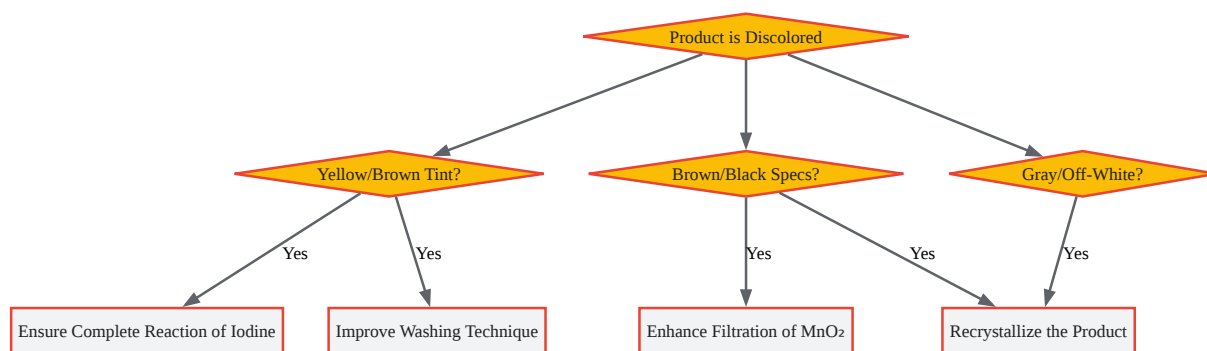 Product is Discolored
Yellow/Brown Tint?
Brown/Black Specs?
Gray/Off-White?
Yes
Yes
Yes
Yes
Yes
Ensure Complete Reaction of Iodine
Improve Washing Technique
Enhance Filtration of MnO₂
Recrystallize the Product